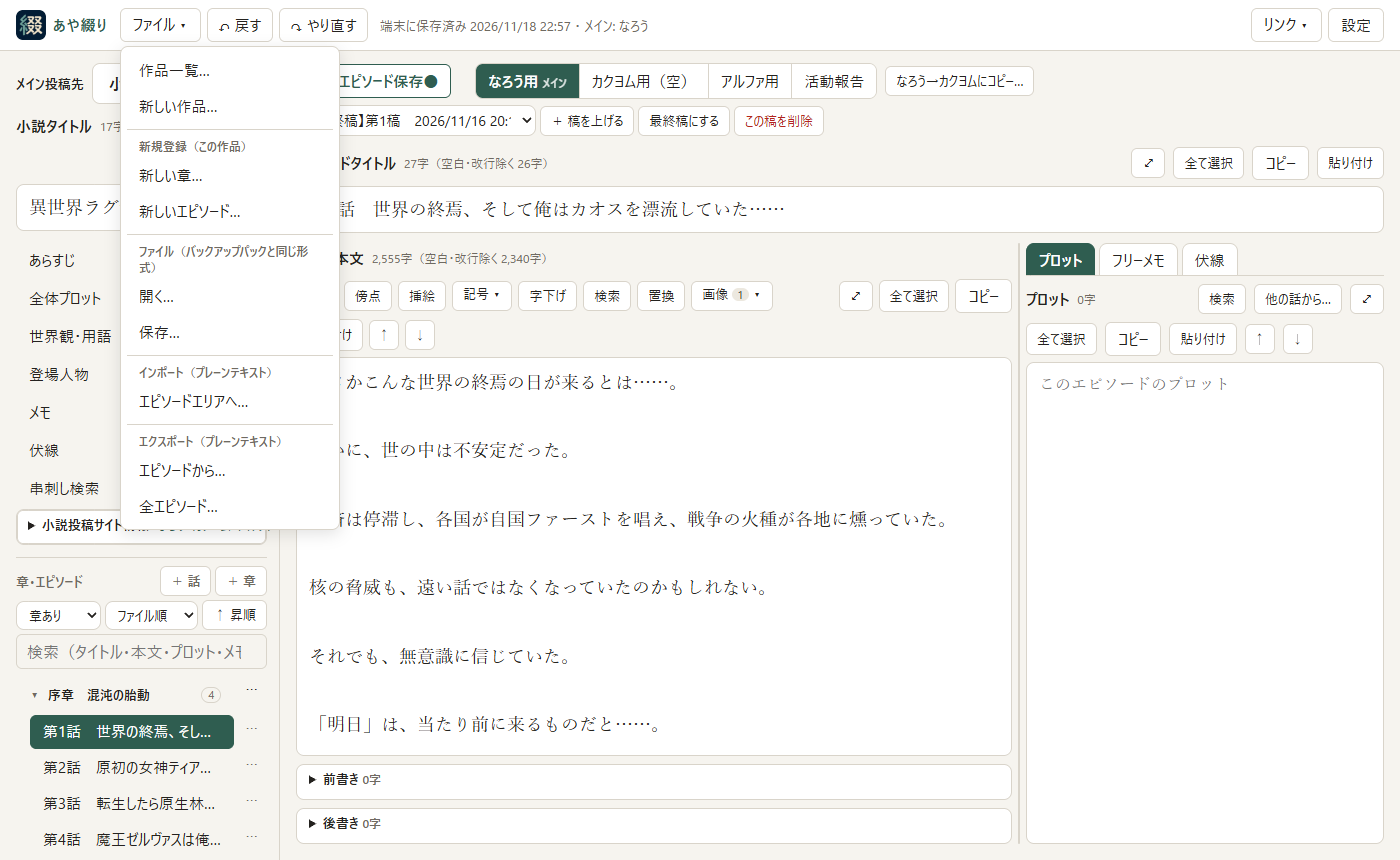 綴 あや綴り ファイル ▾ 戻す やり直す 端末に保存済み 2026/11/18 22:57・メイン: なろう リンク ▾ 設定
作品一覧...
新しい作品...
新規登録（この作品）
新しい章...
新しいエピソード...
ファイル（バックアップパックと同じ形式）
開く...
保存...
インポート（プレーンテキスト）
エピソードエリアへ...
エクスポート（プレーンテキスト）
エピソードから...
全エピソード...
メイン投稿先
エピソード保存● なろう用 メイン カクヨム用（空） アルファ用 活動報告 なろう→カクヨムにコピー...
小説タイトル 17字
終稿】第1稿 2026/11/16 20: ＋ 稿を上げる 最終稿にする この稿を削除
ドタイトル 27字（空白・改行除く26字） 全て選択 コピー 貼り付け
異世界ラグ
話 世界の終焉、そして俺はカオスを漂流していた……
あらすじ
全体プロット
世界観・用語
登場人物
メモ
伏線
串刺し検索
▶ 小説投稿サイト
章・エピソード ＋ 話 ＋ 章
章あり ファイル順 ↑ 昇順
検索（タイトル・本文・プロット・メモ
▾ 序章 混沌の胎動 4 …
第1話 世界の終焉、そし... …
第2話 原初の女神ティア... …
第3話 転生したら原生林... …
第4話 魔王ゼルヴァスは俺... …
本文 2,555字（空白・改行除く2,340字）
傍点 挿絵 記号 ▾ 字下げ 検索 置換 画像 1 ▾ 全て選択 コピー
け ↑ ↓
かこんな世界の終焉の日が来るとは……。
に、世の中は不安定だった。
は停滞し、各国が自国ファーストを唱え、戦争の火種が各地に燻っていた。
核の脅威も、遠い話ではなくなっていたのかもしれない。
それでも、無意識に信じていた。
「明日」は、当たり前に来るものだと……。
▶ 前書き 0字
▶ 後書き 0字
プロット フリーメモ 伏線
プロット 0字 検索 他の話から...
全て選択 コピー 貼り付け ↑ ↓
このエピソードのプロット